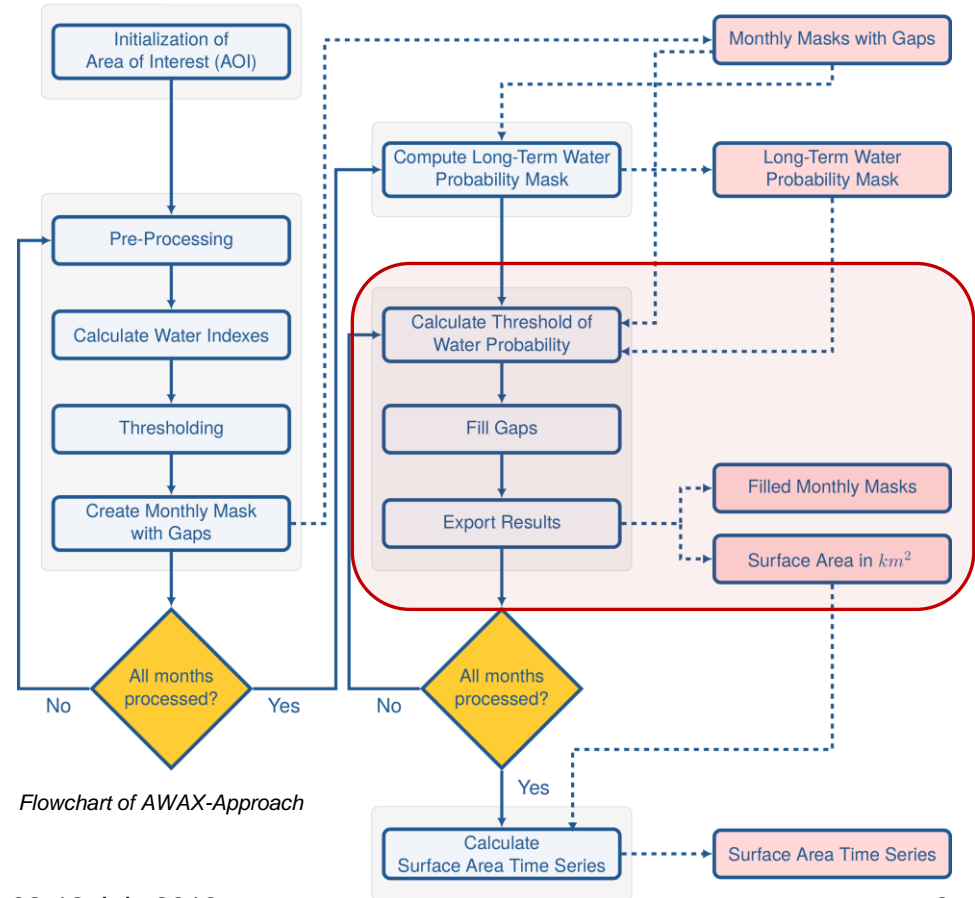 Initialization of
Area of Interest (AOI)
Monthly Masks with Gaps
Compute Long-Term Water
Probability Mask
Long-Term Water
Probability Mask
Pre-Processing
Calculate Water Indexes
Calculate Threshold of
Water Probability
Thresholding
Fill Gaps
Create Monthly Mask
with Gaps
Export Results
Filled Monthly Masks
Surface Area in km²
All months
processed?
No
Yes
All months
processed?
No
Yes
Flowchart of AWAX-Approach
Calculate
Surface Area Time Series
Surface Area Time Series